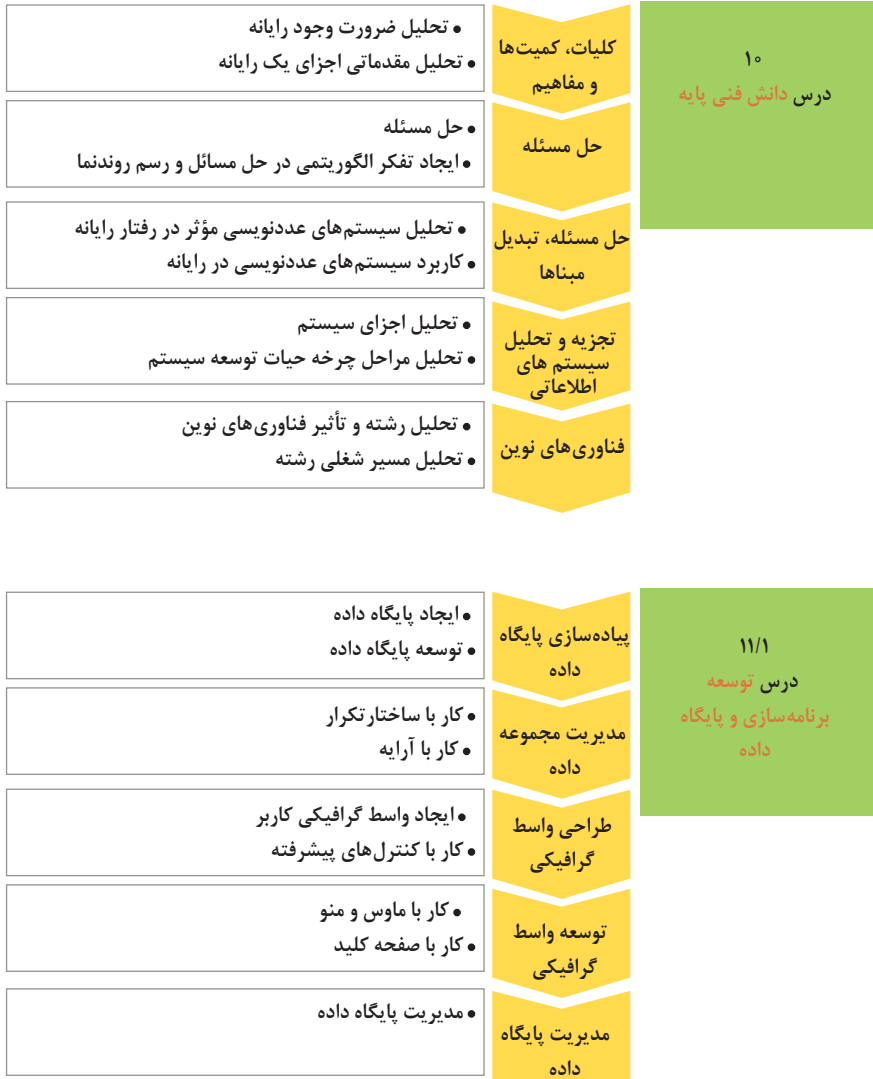 ۱۰
درس دانش فنی پایه
کلیات، کمیت‌ها
و مفاهیم
• تحلیل ضرورت وجود رایانه
• تحلیل مقدماتی اجزای یک رایانه
حل مسئله
• حل مسئله
• ایجاد تفکر الگوریتمی در حل مسائل و رسم روندنما
حل مسئله، تبدیل
مبناها
• تحلیل سیستم‌های عددنویسی مؤثر در رفتار رایانه
• کاربرد سیستم‌های عددنویسی در رایانه
تجزیه و تحلیل
سیستم های
اطلاعاتی
• تحلیل اجزای سیستم
• تحلیل مراحل چرخه حیات توسعه سیستم
فناوری‌های نوین
• تحلیل رشته و تأثیر فناوری‌های نوین
• تحلیل مسیر شغلی رشته
۱۱/۱
درس توسعه
برنامه‌سازی و پایگاه
داده
پیاده‌سازی پایگاه
داده
• ایجاد پایگاه داده
• توسعه پایگاه داده
مدیریت مجموعه
داده
• کار با ساختارتکرار
• کار با آرایه
طراحی واسط
گرافیکی
• ایجاد واسط گرافیکی کاربر
• کار با کنترل‌های پیشرفته
توسعه واسط
گرافیکی
• کار با ماوس و منو
• کار با صفحه کلید
مدیریت پایگاه
داده
• مدیریت پایگاه داده